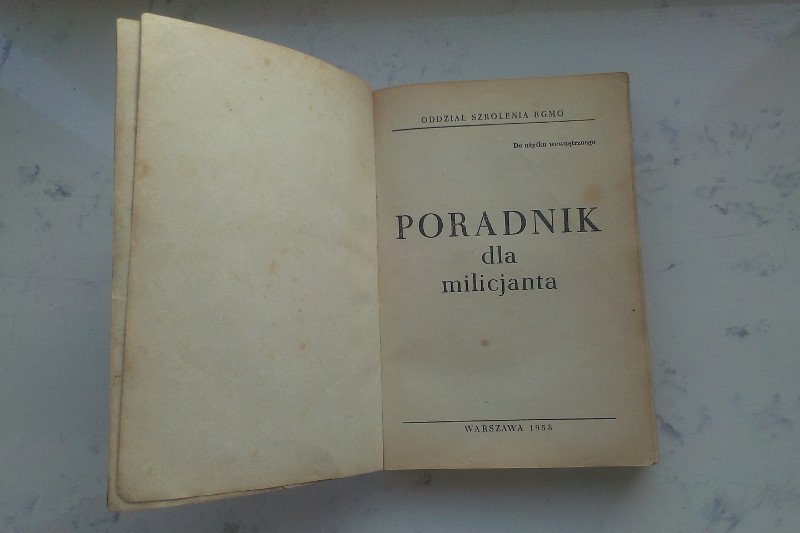 ODDZIAŁ SZKOLENIA KGMO
Do użytku wewnętrznego
PORADNIK
dla
milicjanta
WARSZAWA 1958